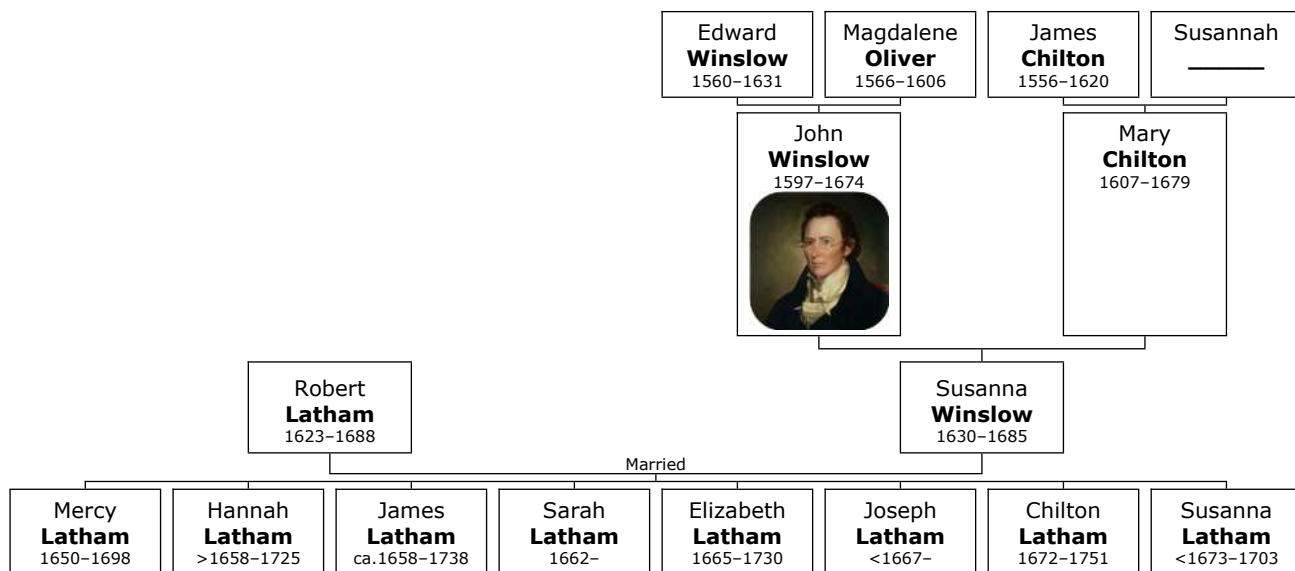 Edward
Winslow
1560–1631
Magdalene
Oliver
1566–1606
James
Chilton
1556–1620
Susannah
______
John
Winslow
1597–1674
Mary
Chilton
1607–1679
Robert
Latham
1623–1688
Susanna
Winslow
1630–1685
Married
Mercy
Latham
1650–1698
Hannah
Latham
>1658–1725
James
Latham
ca.1658–1738
Sarah
Latham
1662–
Elizabeth
Latham
1665–1730
Joseph
Latham
<1667–
Chilton
Latham
1672–1751
Susanna
Latham
<1673–1703